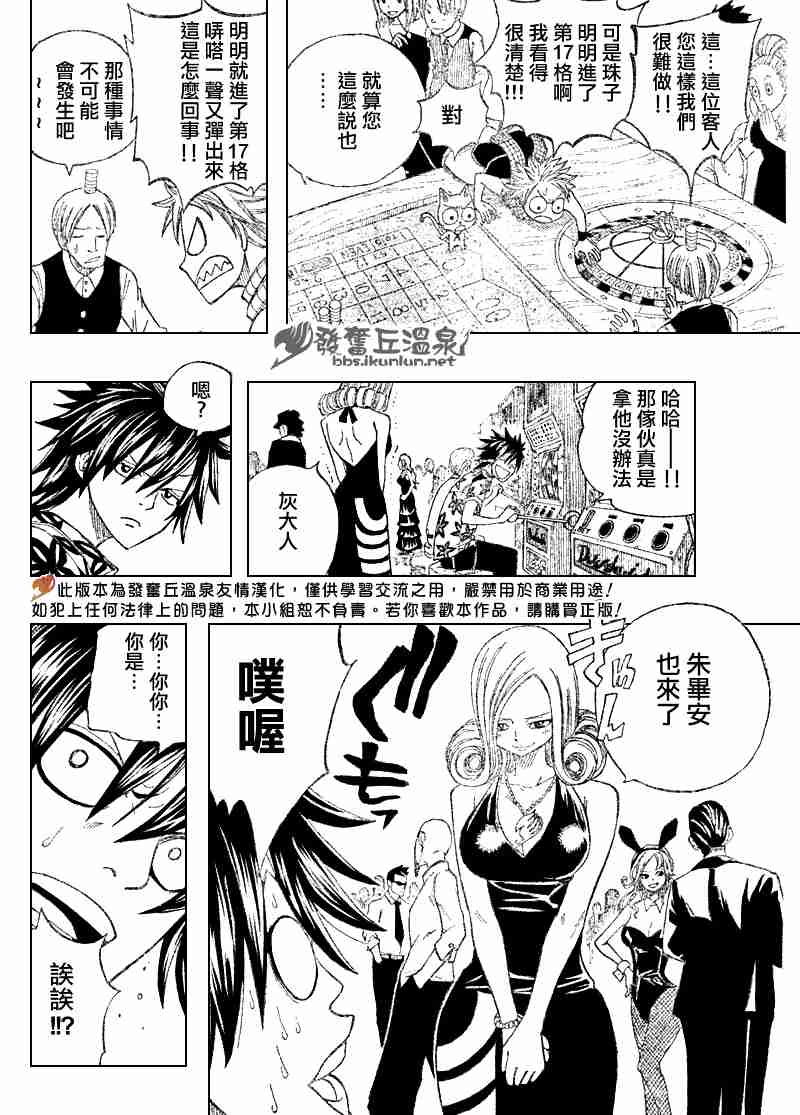 這…這位客人
您這樣我們
很難做!!
可是珠子
明明進了
第17格啊
我看得
很清楚!!!
對
就算您
這麼説也
……
明明就進了第17格
哢嗒一聲又彈出來
這是怎麼回事!!
那種事情
不可能
會發生吧
~~~
發奮丘溫泉
bbs.ikunlun.net
哈哈——!!
那傢伙真是
拿他沒辦法
灰大人
嗯?
此版本為發奮丘溫泉友情漢化，僅供學習交流之用，嚴禁用於商業用途!
如犯上任何法律上的問題，本小組恕不負責。若你喜歡本作品，請購買正版!
朱畢安
也來了
きゅん
噗喔
你…你你…
你是…
誒誒
!!?